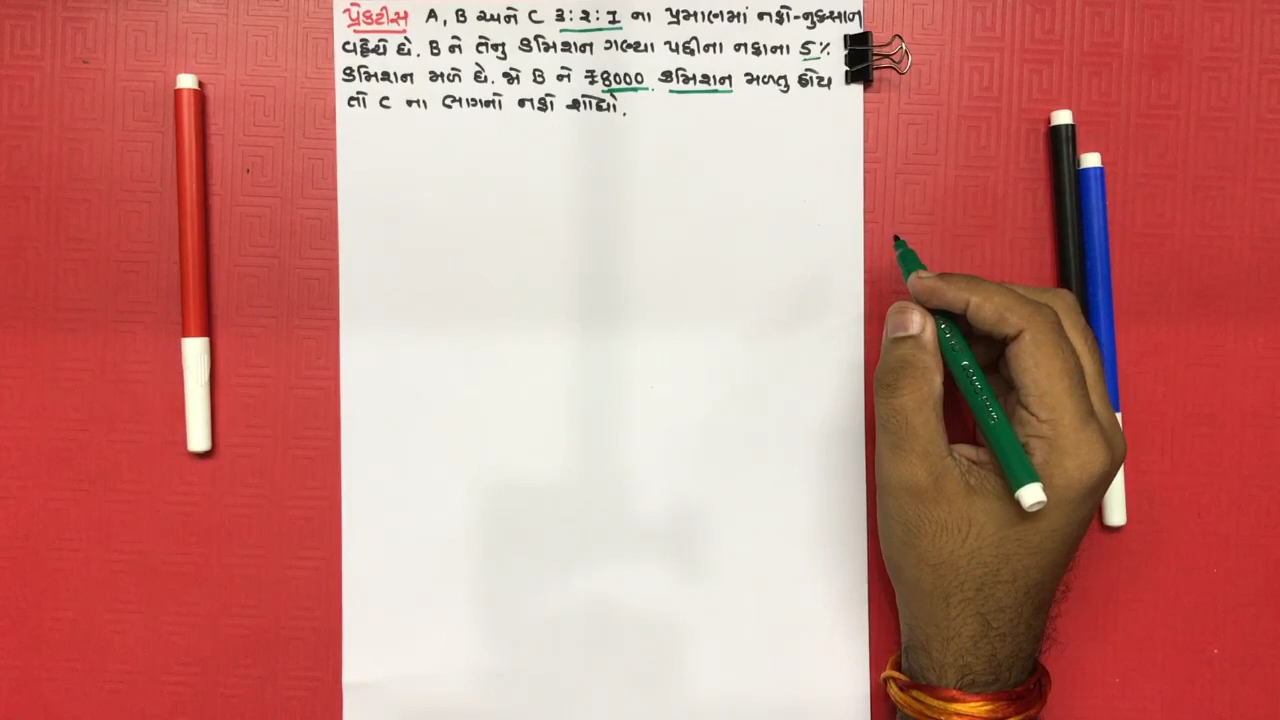 પ્રેક્ટીસ A, B અને C 3:2:1 ના પ્રમાણમાં નફો-નુકસાન
વહેંચે છે. B ને તેનુ કમિશન ગણ્યા પછીના નફાના 5%
કમિશન મળે છે. જો B ને ₹8000 કમિશન મળતુ હોય
તો C ના ભાગનો નફો શોધો.